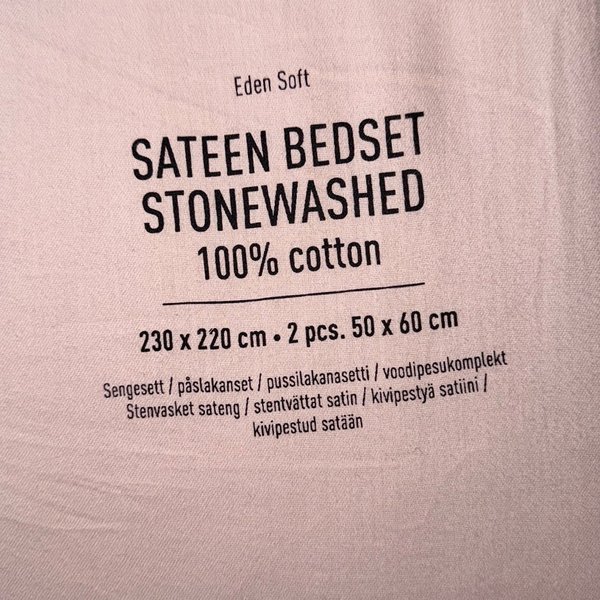 Eden Soft
SATEEN BEDSET
STONEWASHED
100% cotton
230 x 220 cm • 2 pcs. 50 x 60 cm
Sengesett / påslakanset / pussilakanasetti / voodipesukomplekt
Stenvasket sateng / stentvättat satin / kivipestyä satiini /
kivipestud satään